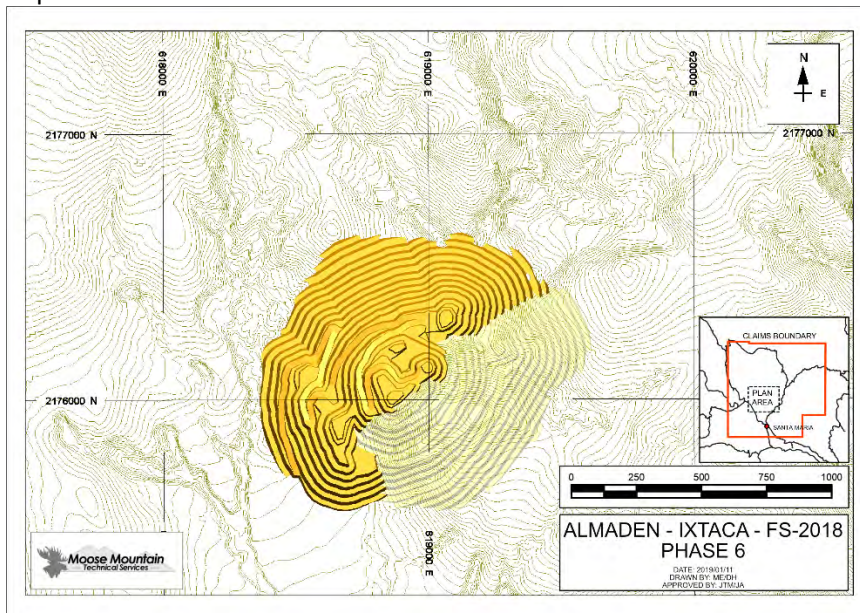 618000 E
619000 E
620000 E
N
E
2177000 N
2177000 N
CLAIMS BOUNDARY
PLAN
AREA
SANTA MARIA
2176000 N
0 250 500 750 1000
ALMADEN - IXTACA - FS-2018
PHASE 6
DATE: 2019/01/11
DRAWN BY: ME/DH
APPROVED BY: JTM/JA
619000 E
Moose Mountain
Technical Services